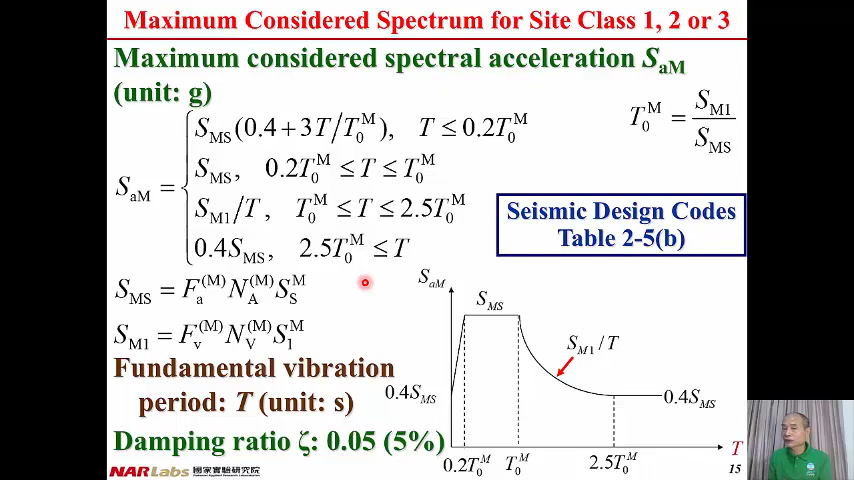 Maximum Considered Spectrum for Site Class 1, 2 or 3
Maximum considered spectral acceleration S_aM
(unit: g)
S_aM = { S_MS (0.4 + 3T/T_0^M), T ≤ 0.2T_0^M
S_MS, 0.2T_0^M ≤ T ≤ T_0^M
S_M1/T, T_0^M ≤ T ≤ 2.5T_0^M
0.4S_MS, 2.5T_0^M ≤ T
T_0^M = S_M1 / S_MS
Seismic Design Codes
Table 2-5(b)
S_MS = F_a^(M) N_A^(M) S_S^M
S_M1 = F_v^(M) N_V^(M) S_1^M
Fundamental vibration
period: T (unit: s)
Damping ratio ζ: 0.05 (5%)
S_aM
S_MS
S_M1 / T
0.4S_MS
0.4S_MS
0.2T_0^M
T_0^M
2.5T_0^M
T
NARLabs 國家實驗研究院
15